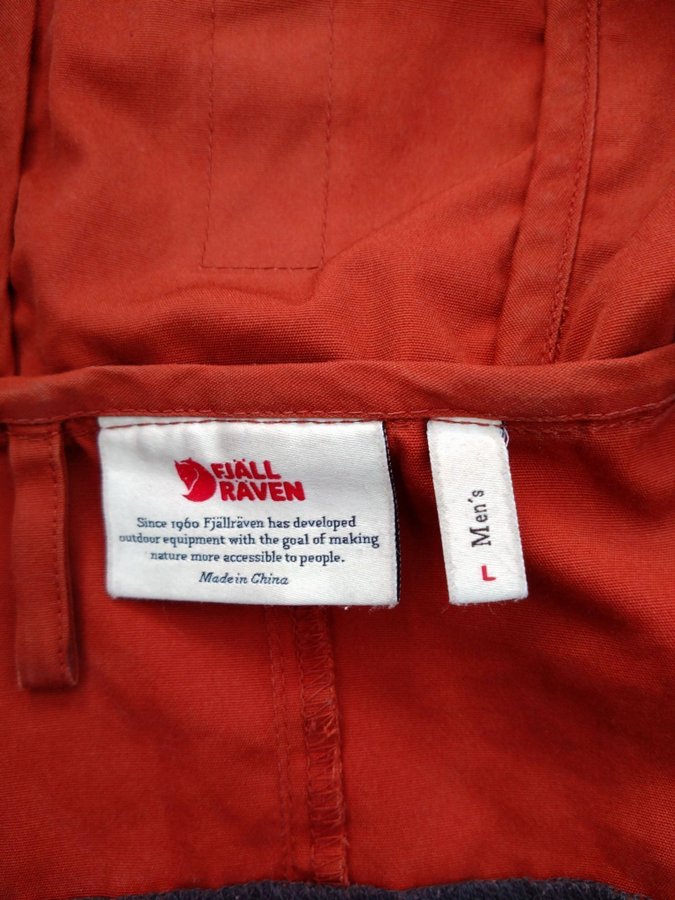 FJÄLL
RÄVEN
Since 1960 Fjällräven has developed
outdoor equipment with the goal of making
nature more accessible to people.
Made in China
Men's
L